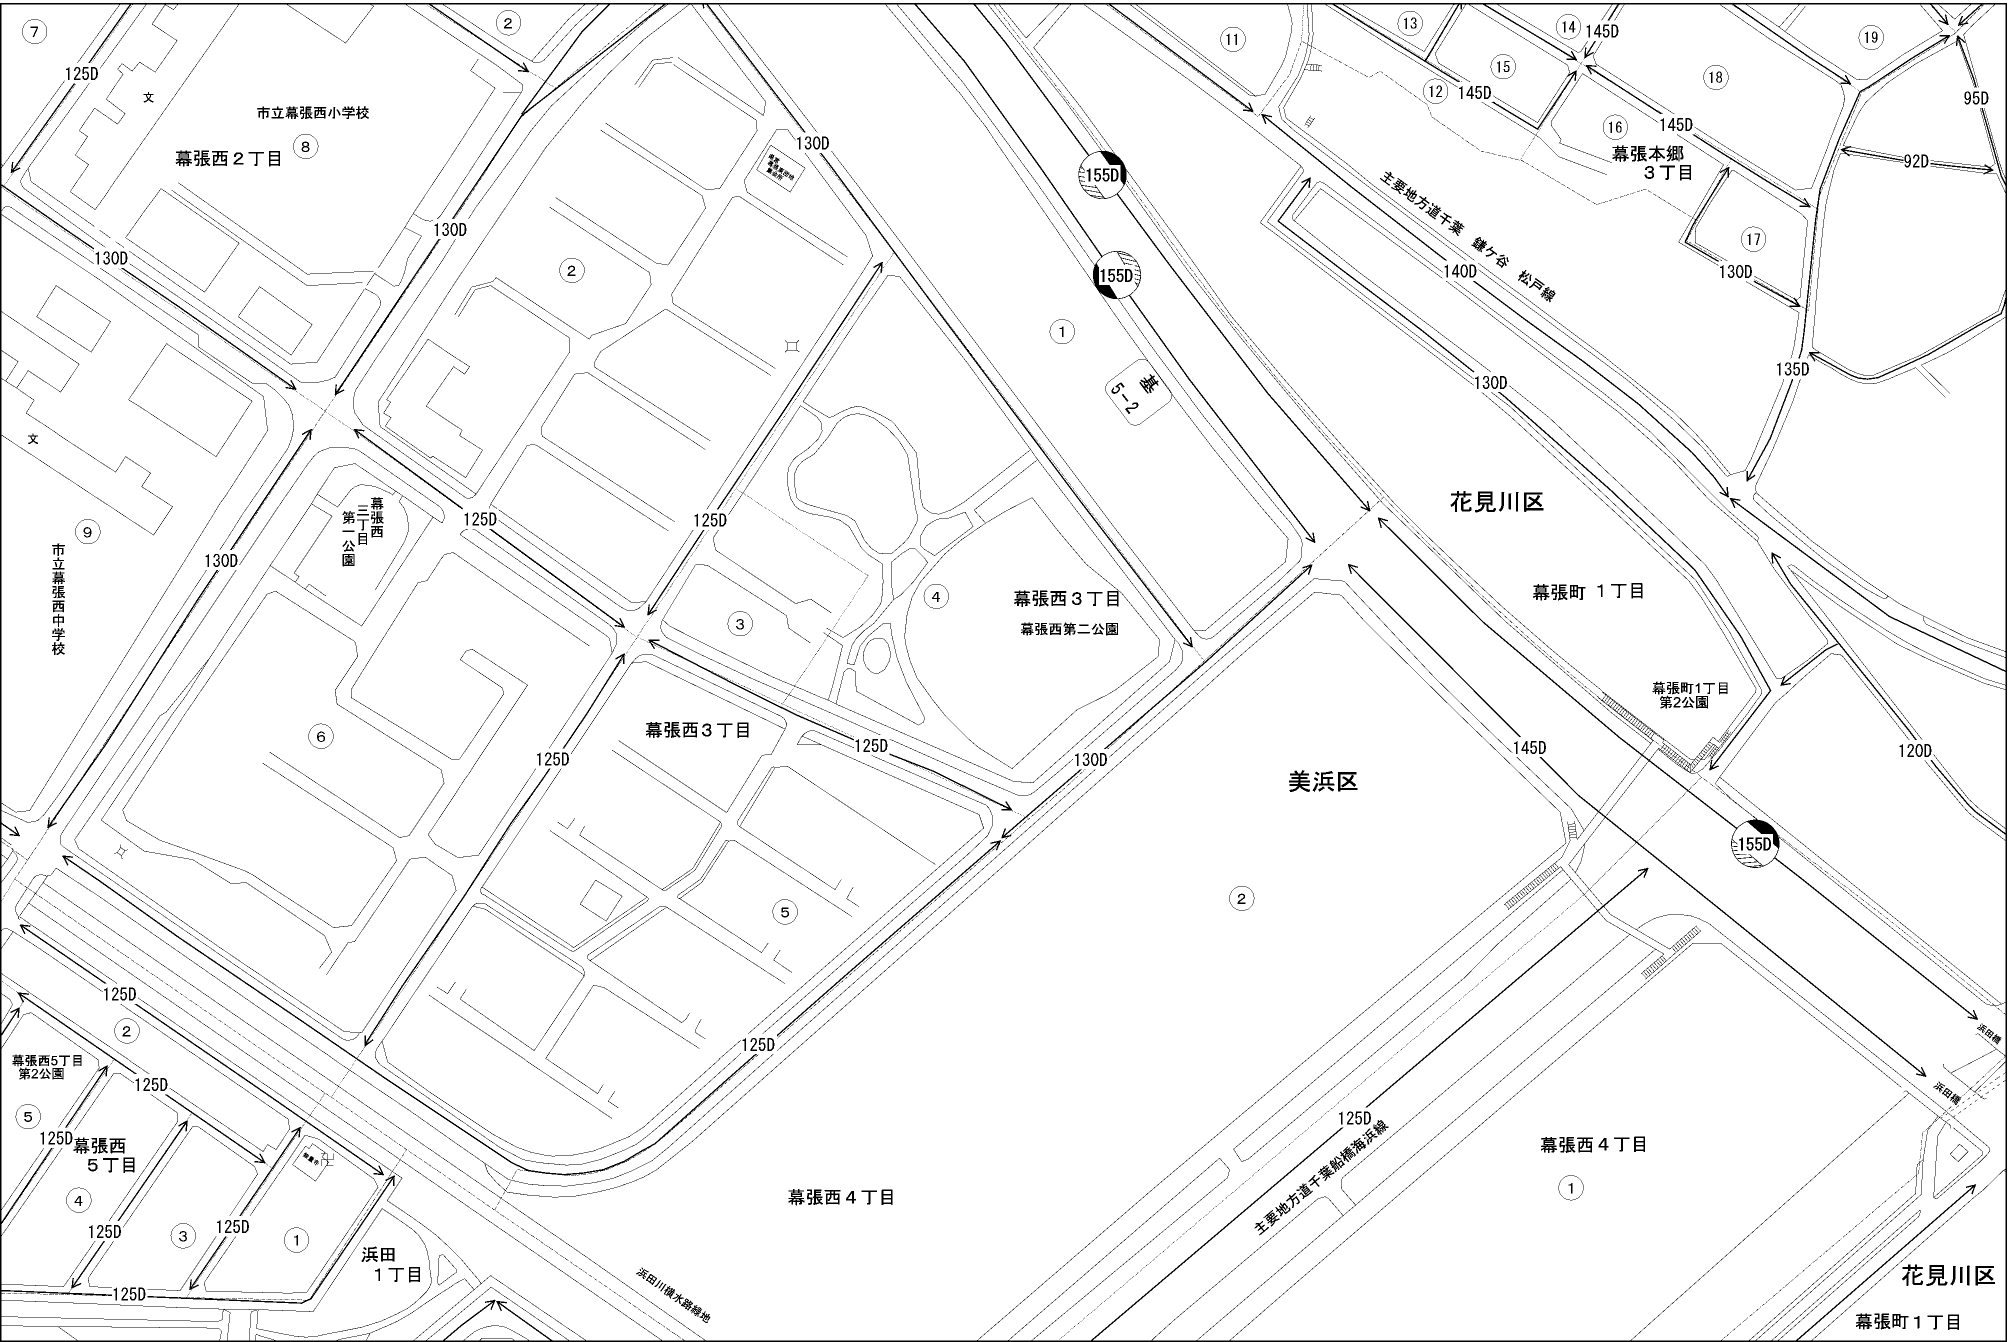 7
2
11
13
14
145D
19
125D
15
18
12
145D
95D
文
市立幕張西小学校
8
幕張西2丁目
130D
16
145D
幕張本郷
3丁目
92D
155D
主要地方道千葉 鎌ケ谷 松戸線
130D
130D
2
155D
140D
17
130D
1
基
5-2
130D
135D
文
9
市立幕張西中学校
幕張西
三丁目
第一公園
130D
125D
125D
花見川区
幕張町 1丁目
4
幕張西3丁目
幕張西第二公園
3
幕張町1丁目
第2公園
6
幕張西3丁目
125D
125D
130D
145D
120D
美浜区
155D
2
5
125D
2
125D
浜田橋
浜田橋
幕張西5丁目
第2公園
125D
5
125D
幕張西
5丁目
4
125D
3
125D
1
125D
浜田
1丁目
浜田川横水路緑地
幕張西4丁目
125D
主要地方道千葉船橋海浜線
幕張西4丁目
1
花見川区
幕張町1丁目